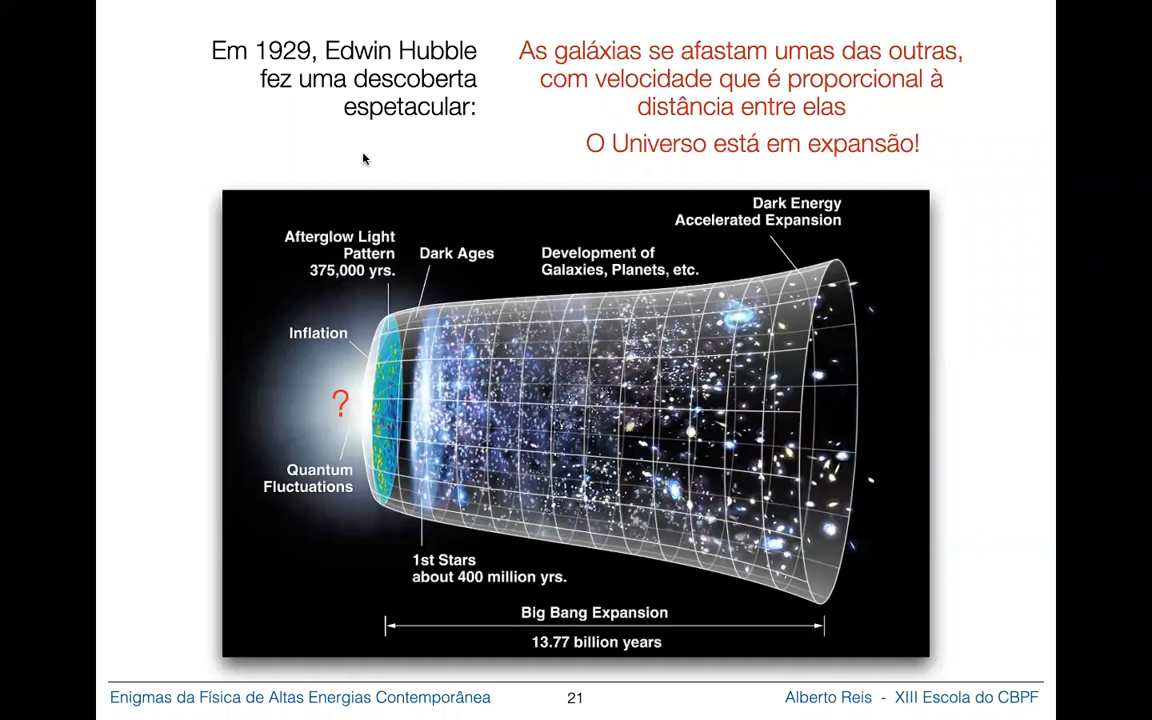 Em 1929, Edwin Hubble
fez uma descoberta
espetacular:
As galáxias se afastam umas das outras,
com velocidade que é proporcional à
distância entre elas
O Universo está em expansão!
Dark Energy
Accelerated Expansion
Afterglow Light
Pattern
375,000 yrs.
Dark Ages
Development of
Galaxies, Planets, etc.
Inflation
?
Quantum
Fluctuations
1st Stars
about 400 million yrs.
Big Bang Expansion
13.77 billion years
Enigmas da Física de Altas Energias Contemporânea
21
Alberto Reis - XIII Escola do CBPF